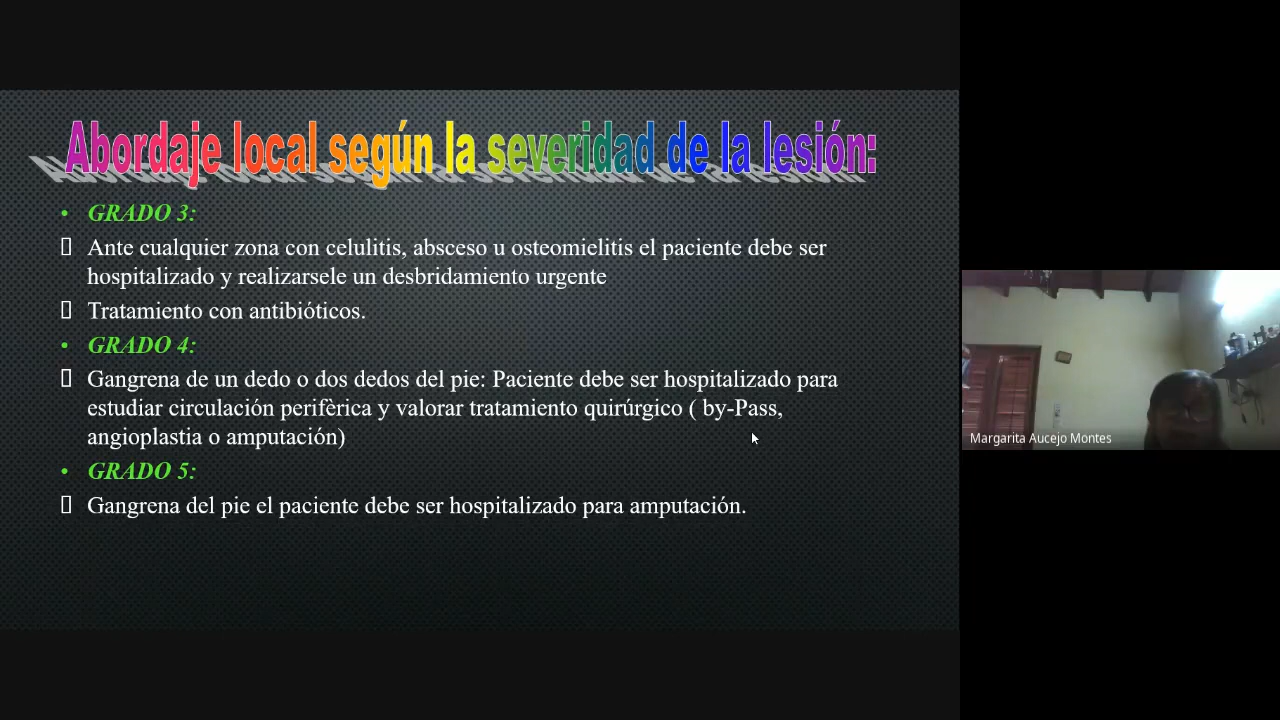 Abordaje local según la severidad de la lesión:
• GRADO 3:
Ante cualquier zona con celulitis, absceso u osteomielitis el paciente debe ser
hospitalizado y realizarsele un desbridamiento urgente
Tratamiento con antibióticos.
• GRADO 4:
Gangrena de un dedo o dos dedos del pie: Paciente debe ser hospitalizado para
estudiar circulación perifèrica y valorar tratamiento quirúrgico ( by-Pass,
angioplastia o amputación)
• GRADO 5:
Gangrena del pie el paciente debe ser hospitalizado para amputación.
Margarita Aucejo Montes